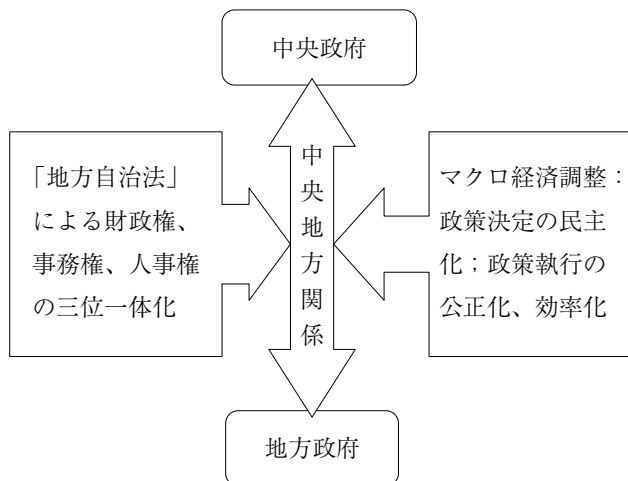 中央政府
「地方自治法」
による財政権、
事務権、人事権
の三位一体化
中央地方関係
マクロ経済調整：
政策決定の民主
化；政策執行の
公正化、効率化
地方政府